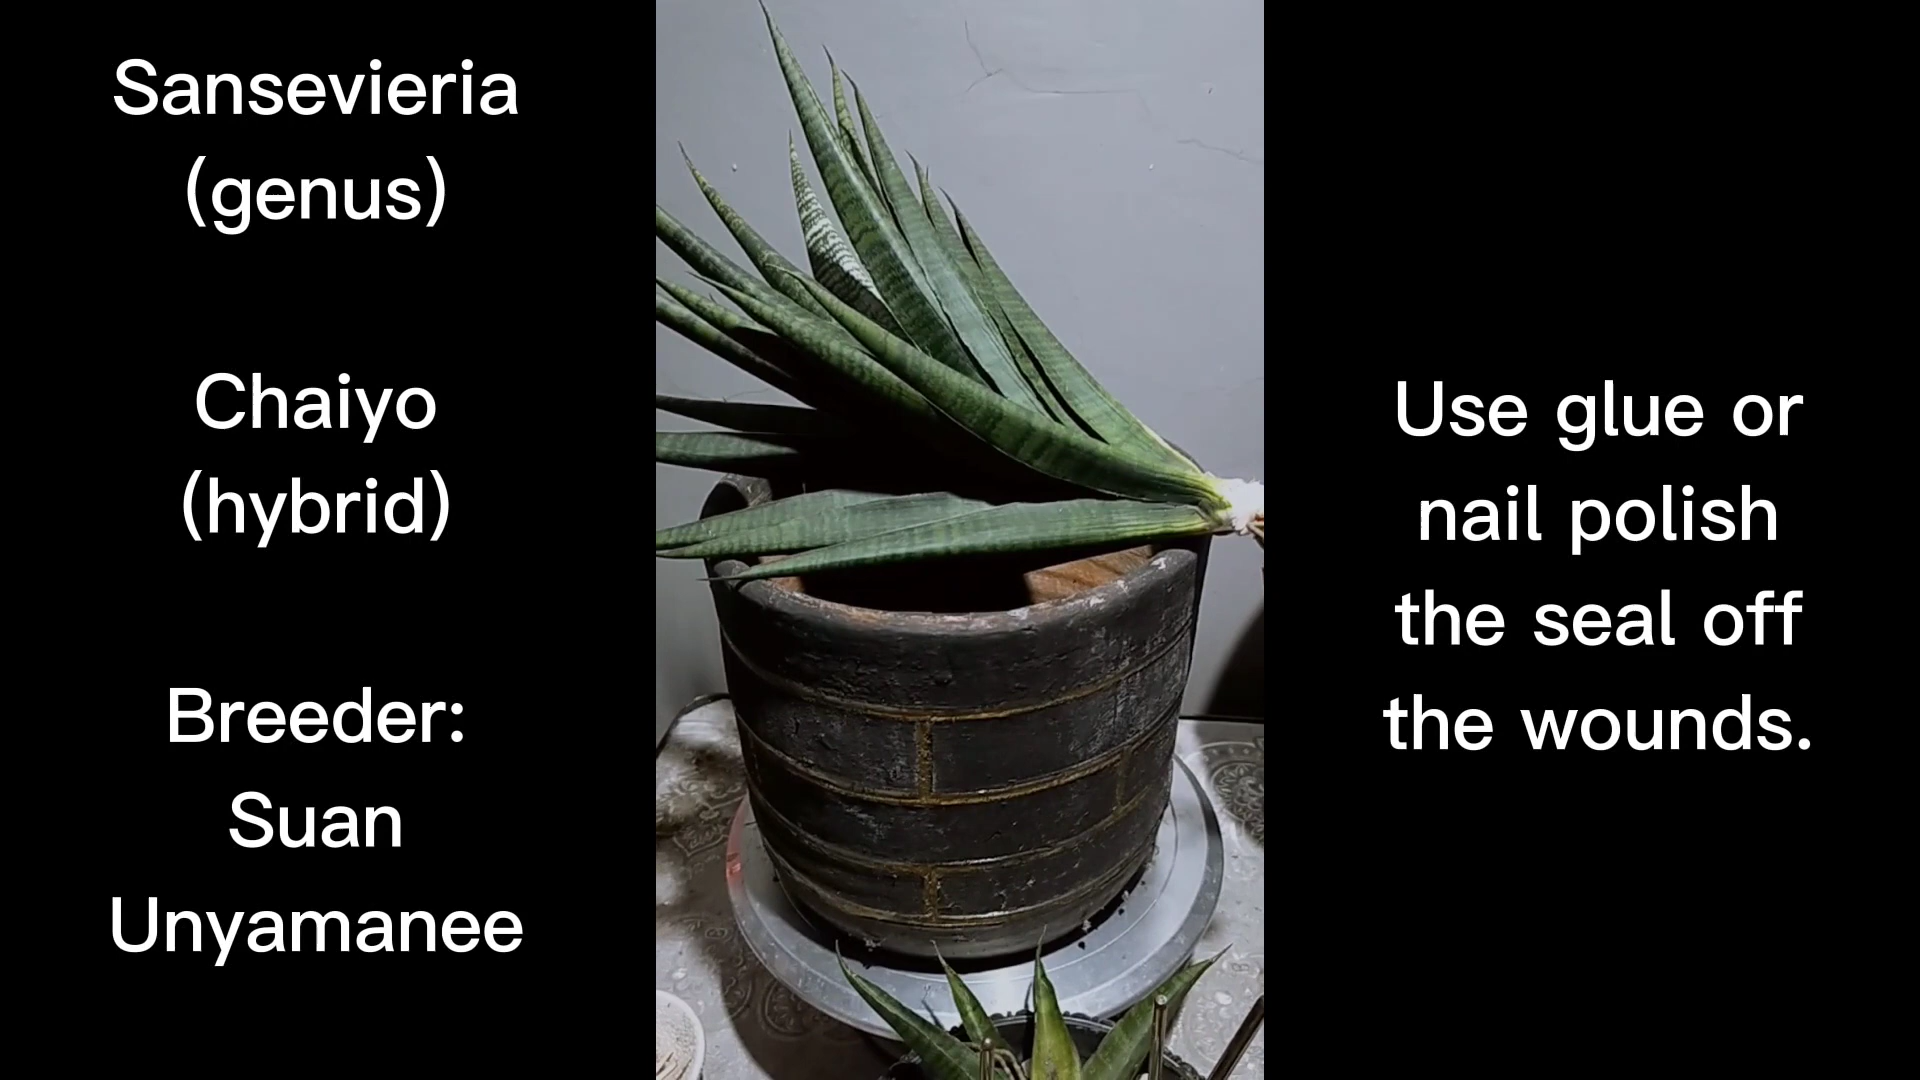 Sansevieria
(genus)
Chaiyo
(hybrid)
Breeder:
Suan
Unyamanee
Use glue or
nail polish
the seal off
the wounds.